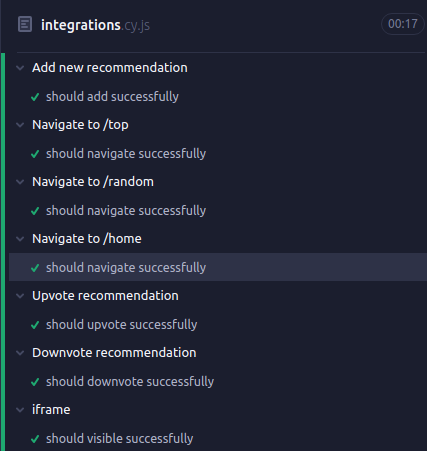 integrations.cy.js 00:17
Add new recommendation
should add successfully
Navigate to /top
should navigate successfully
Navigate to /random
should navigate successfully
Navigate to /home
should navigate successfully
Upvote recommendation
should upvote successfully
Downvote recommendation
should downvote successfully
iframe
should visible successfully